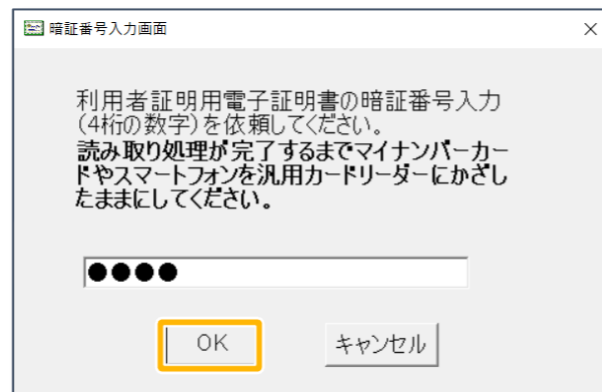 暗証番号入力画面
利用者証明用電子証明書の暗証番号入力
(4桁の数字)を依頼してください。
読み取り処理が完了するまでマイナンバーカー
ドやスマートフォンを汎用カードリーダーにかざし
たままにしてください。
●●●●
OK
キャンセル